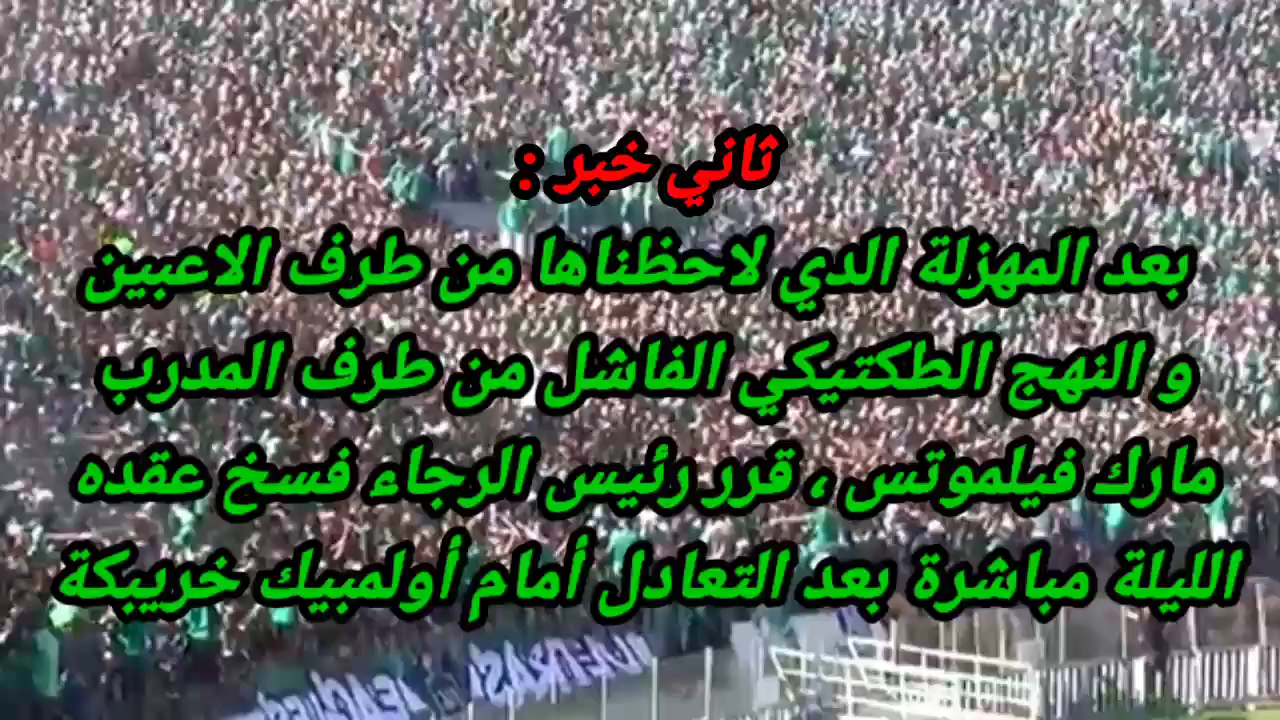 ثاني خبر :
بعد المهزلة الدي لاحظناها من طرف الاعبين
و النهج الطكتيكي الفاشل من طرف المدرب
مارك فيلموتس ، قرر رئيس الرجاء فسخ عقده
الليلة مباشرة بعد التعادل أمام أولمبيك خريبكة